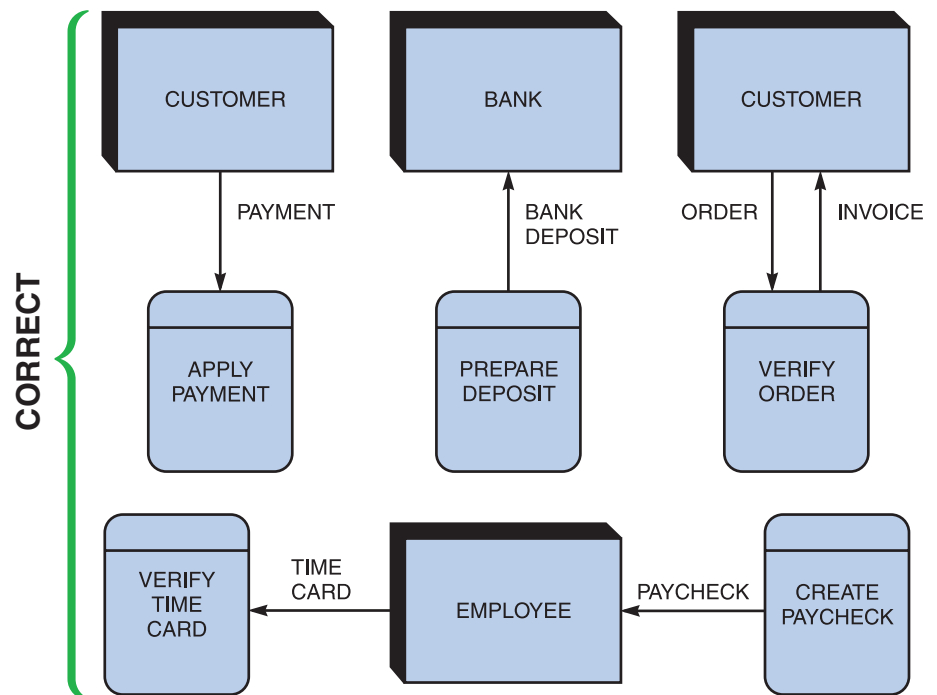 CORRECT
CUSTOMER
BANK
CUSTOMER
PAYMENT
BANK
DEPOSIT
ORDER
INVOICE
APPLY
PAYMENT
PREPARE
DEPOSIT
VERIFY
ORDER
VERIFY
TIME
CARD
TIME
CARD
EMPLOYEE
PAYCHECK
CREATE
PAYCHECK